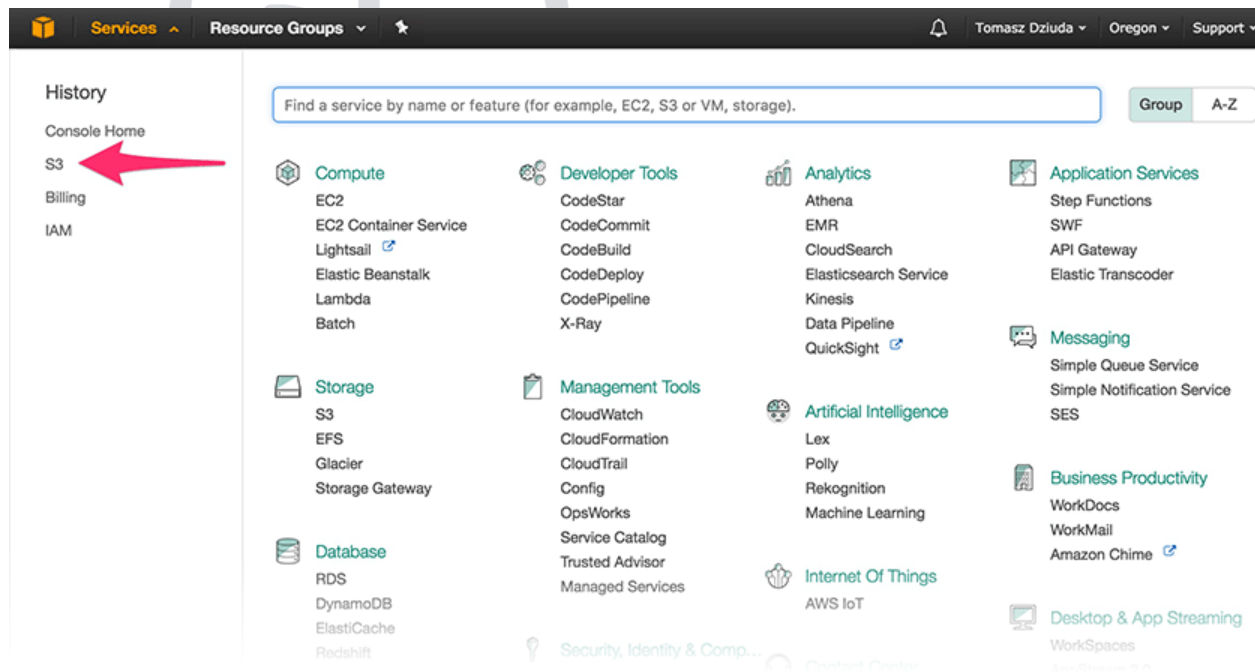 Services Resource Groups Tomasz Dziuda Oregon Support
History
Console Home
S3
Billing
IAM
Find a service by name or feature (for example, EC2, S3 or VM, storage).
Group A-Z
Compute
EC2
EC2 Container Service
Lightsail
Elastic Beanstalk
Lambda
Batch
Storage
S3
EFS
Glacier
Storage Gateway
Database
RDS
DynamoDB
ElastiCache
Redshift
Developer Tools
CodeStar
CodeCommit
CodeBuild
CodeDeploy
CodePipeline
X-Ray
Management Tools
CloudWatch
CloudFormation
CloudTrail
Config
OpsWorks
Service Catalog
Trusted Advisor
Managed Services
Security, Identity & Comp...
Analytics
Athena
EMR
CloudSearch
Elasticsearch Service
Kinesis
Data Pipeline
QuickSight
Artificial Intelligence
Lex
Polly
Rekognition
Machine Learning
Internet Of Things
AWS IoT
Contact Center
Application Services
Step Functions
SWF
API Gateway
Elastic Transcoder
Messaging
Simple Queue Service
Simple Notification Service
SES
Business Productivity
WorkDocs
WorkMail
Amazon Chime
Desktop & App Streaming
WorkSpaces